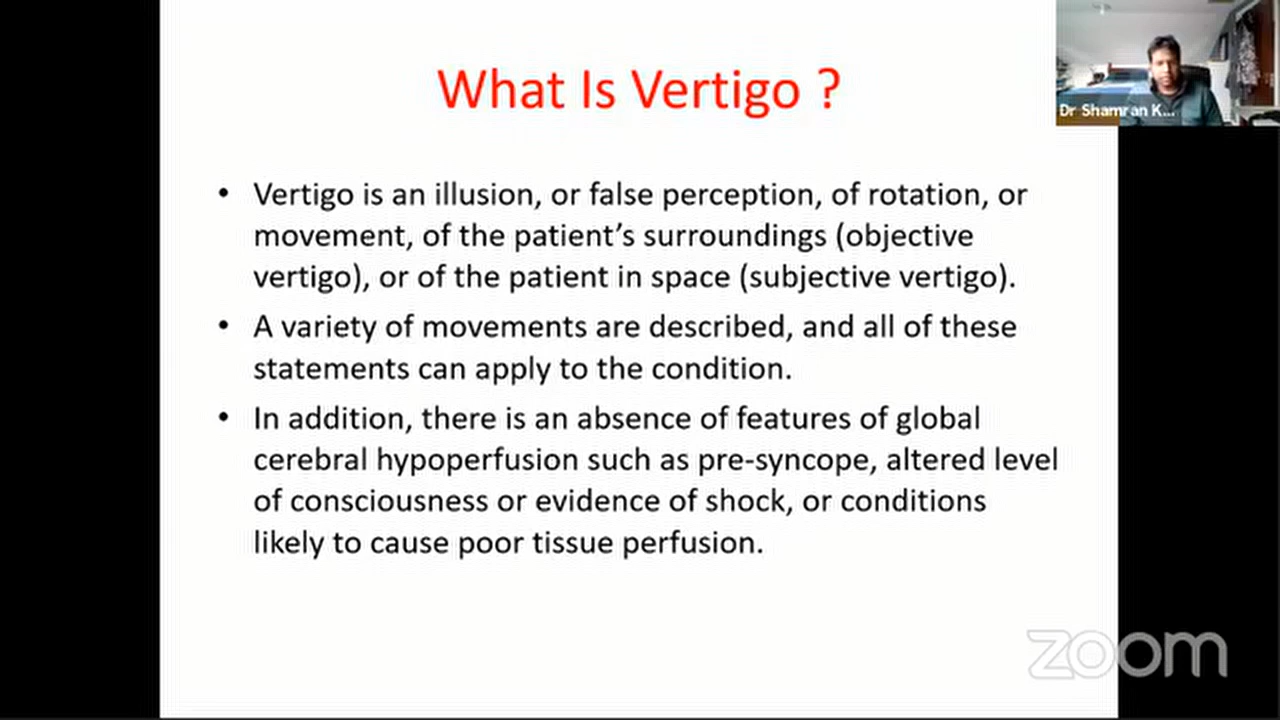 What Is Vertigo ?
Dr Shamran K...
• Vertigo is an illusion, or false perception, of rotation, or
movement, of the patient’s surroundings (objective
vertigo), or of the patient in space (subjective vertigo).
• A variety of movements are described, and all of these
statements can apply to the condition.
• In addition, there is an absence of features of global
cerebral hypoperfusion such as pre-syncope, altered level
of consciousness or evidence of shock, or conditions
likely to cause poor tissue perfusion.
zoom